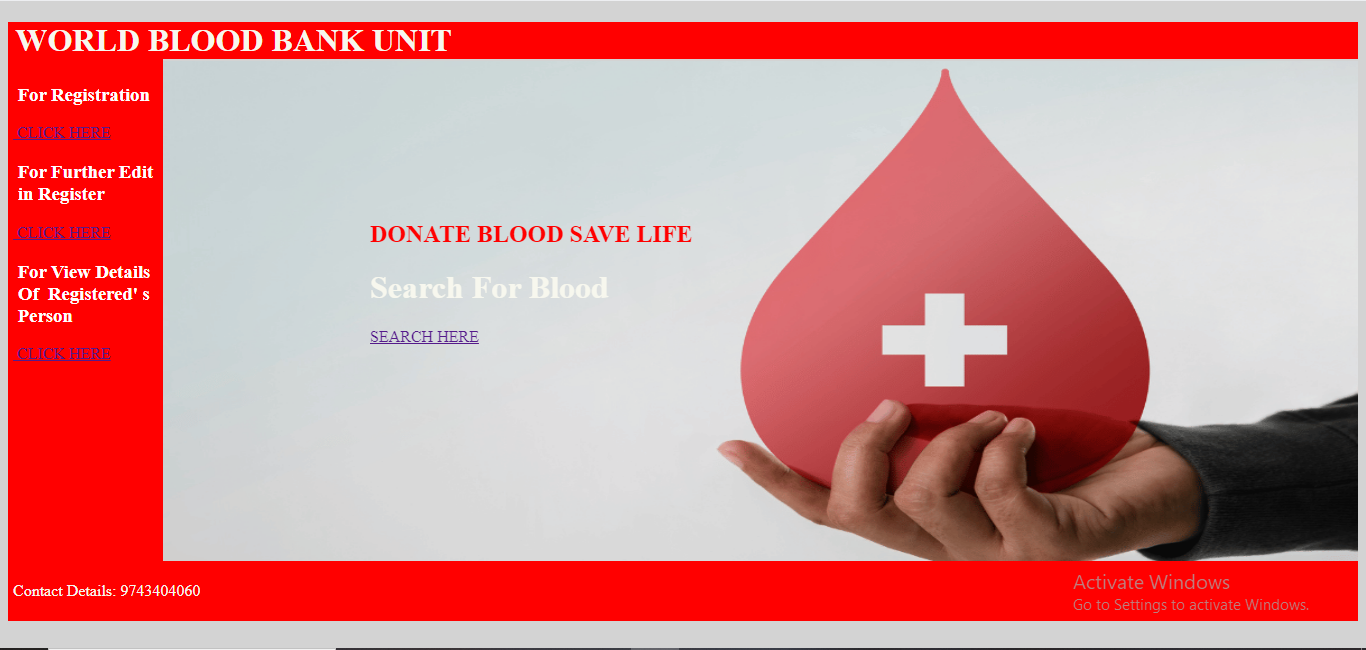 WORLD BLOOD BANK UNIT
For Registration
CLICK HERE
For Further Edit
in Register
CLICK HERE
For View Details
Of  Registered' s
Person
CLICK HERE
DONATE BLOOD SAVE LIFE
Search For Blood
SEARCH HERE
Contact Details: 9743404060
Activate Windows
Go to Settings to activate Windows.